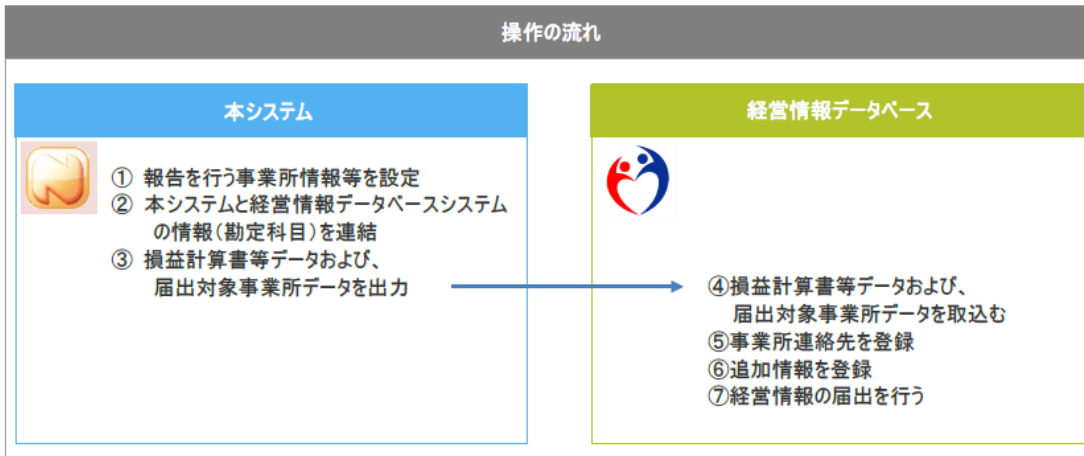 操作の流れ
本システム
① 報告を行う事業所情報等を設定
② 本システムと経営情報データベースシステム
の情報(勘定科目)を連結
③ 損益計算書等データおよび、
届出対象事業所データを出力
経営情報データベース
④損益計算書等データおよび、
届出対象事業所データを取込む
⑤事業所連絡先を登録
⑥追加情報を登録
⑦経営情報の届出を行う